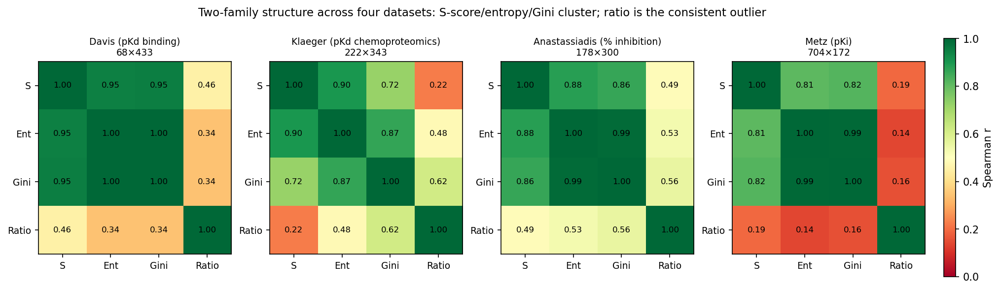 Two-family structure across four datasets: S-score/entropy/Gini cluster; ratio is the consistent outlier
Davis (pKd binding)
68×433
S 1.00 0.95 0.95 0.46
Ent 0.95 1.00 1.00 0.34
Gini 0.95 1.00 1.00 0.34
Ratio 0.46 0.34 0.34 1.00
S Ent Gini Ratio
Klaeger (pKd chemoproteomics)
222×343
S 1.00 0.90 0.72 0.22
Ent 0.90 1.00 0.87 0.48
Gini 0.72 0.87 1.00 0.62
Ratio 0.22 0.48 0.62 1.00
S Ent Gini Ratio
Anastassiadis (% inhibition)
178×300
S 1.00 0.88 0.86 0.49
Ent 0.88 1.00 0.99 0.53
Gini 0.86 0.99 1.00 0.56
Ratio 0.49 0.53 0.56 1.00
S Ent Gini Ratio
Metz (pKi)
704×172
S 1.00 0.81 0.82 0.19
Ent 0.81 1.00 0.99 0.14
Gini 0.82 0.99 1.00 0.16
Ratio 0.19 0.14 0.16 1.00
S Ent Gini Ratio
1.0
0.8
0.6
0.4
0.2
0.0
Spearman r